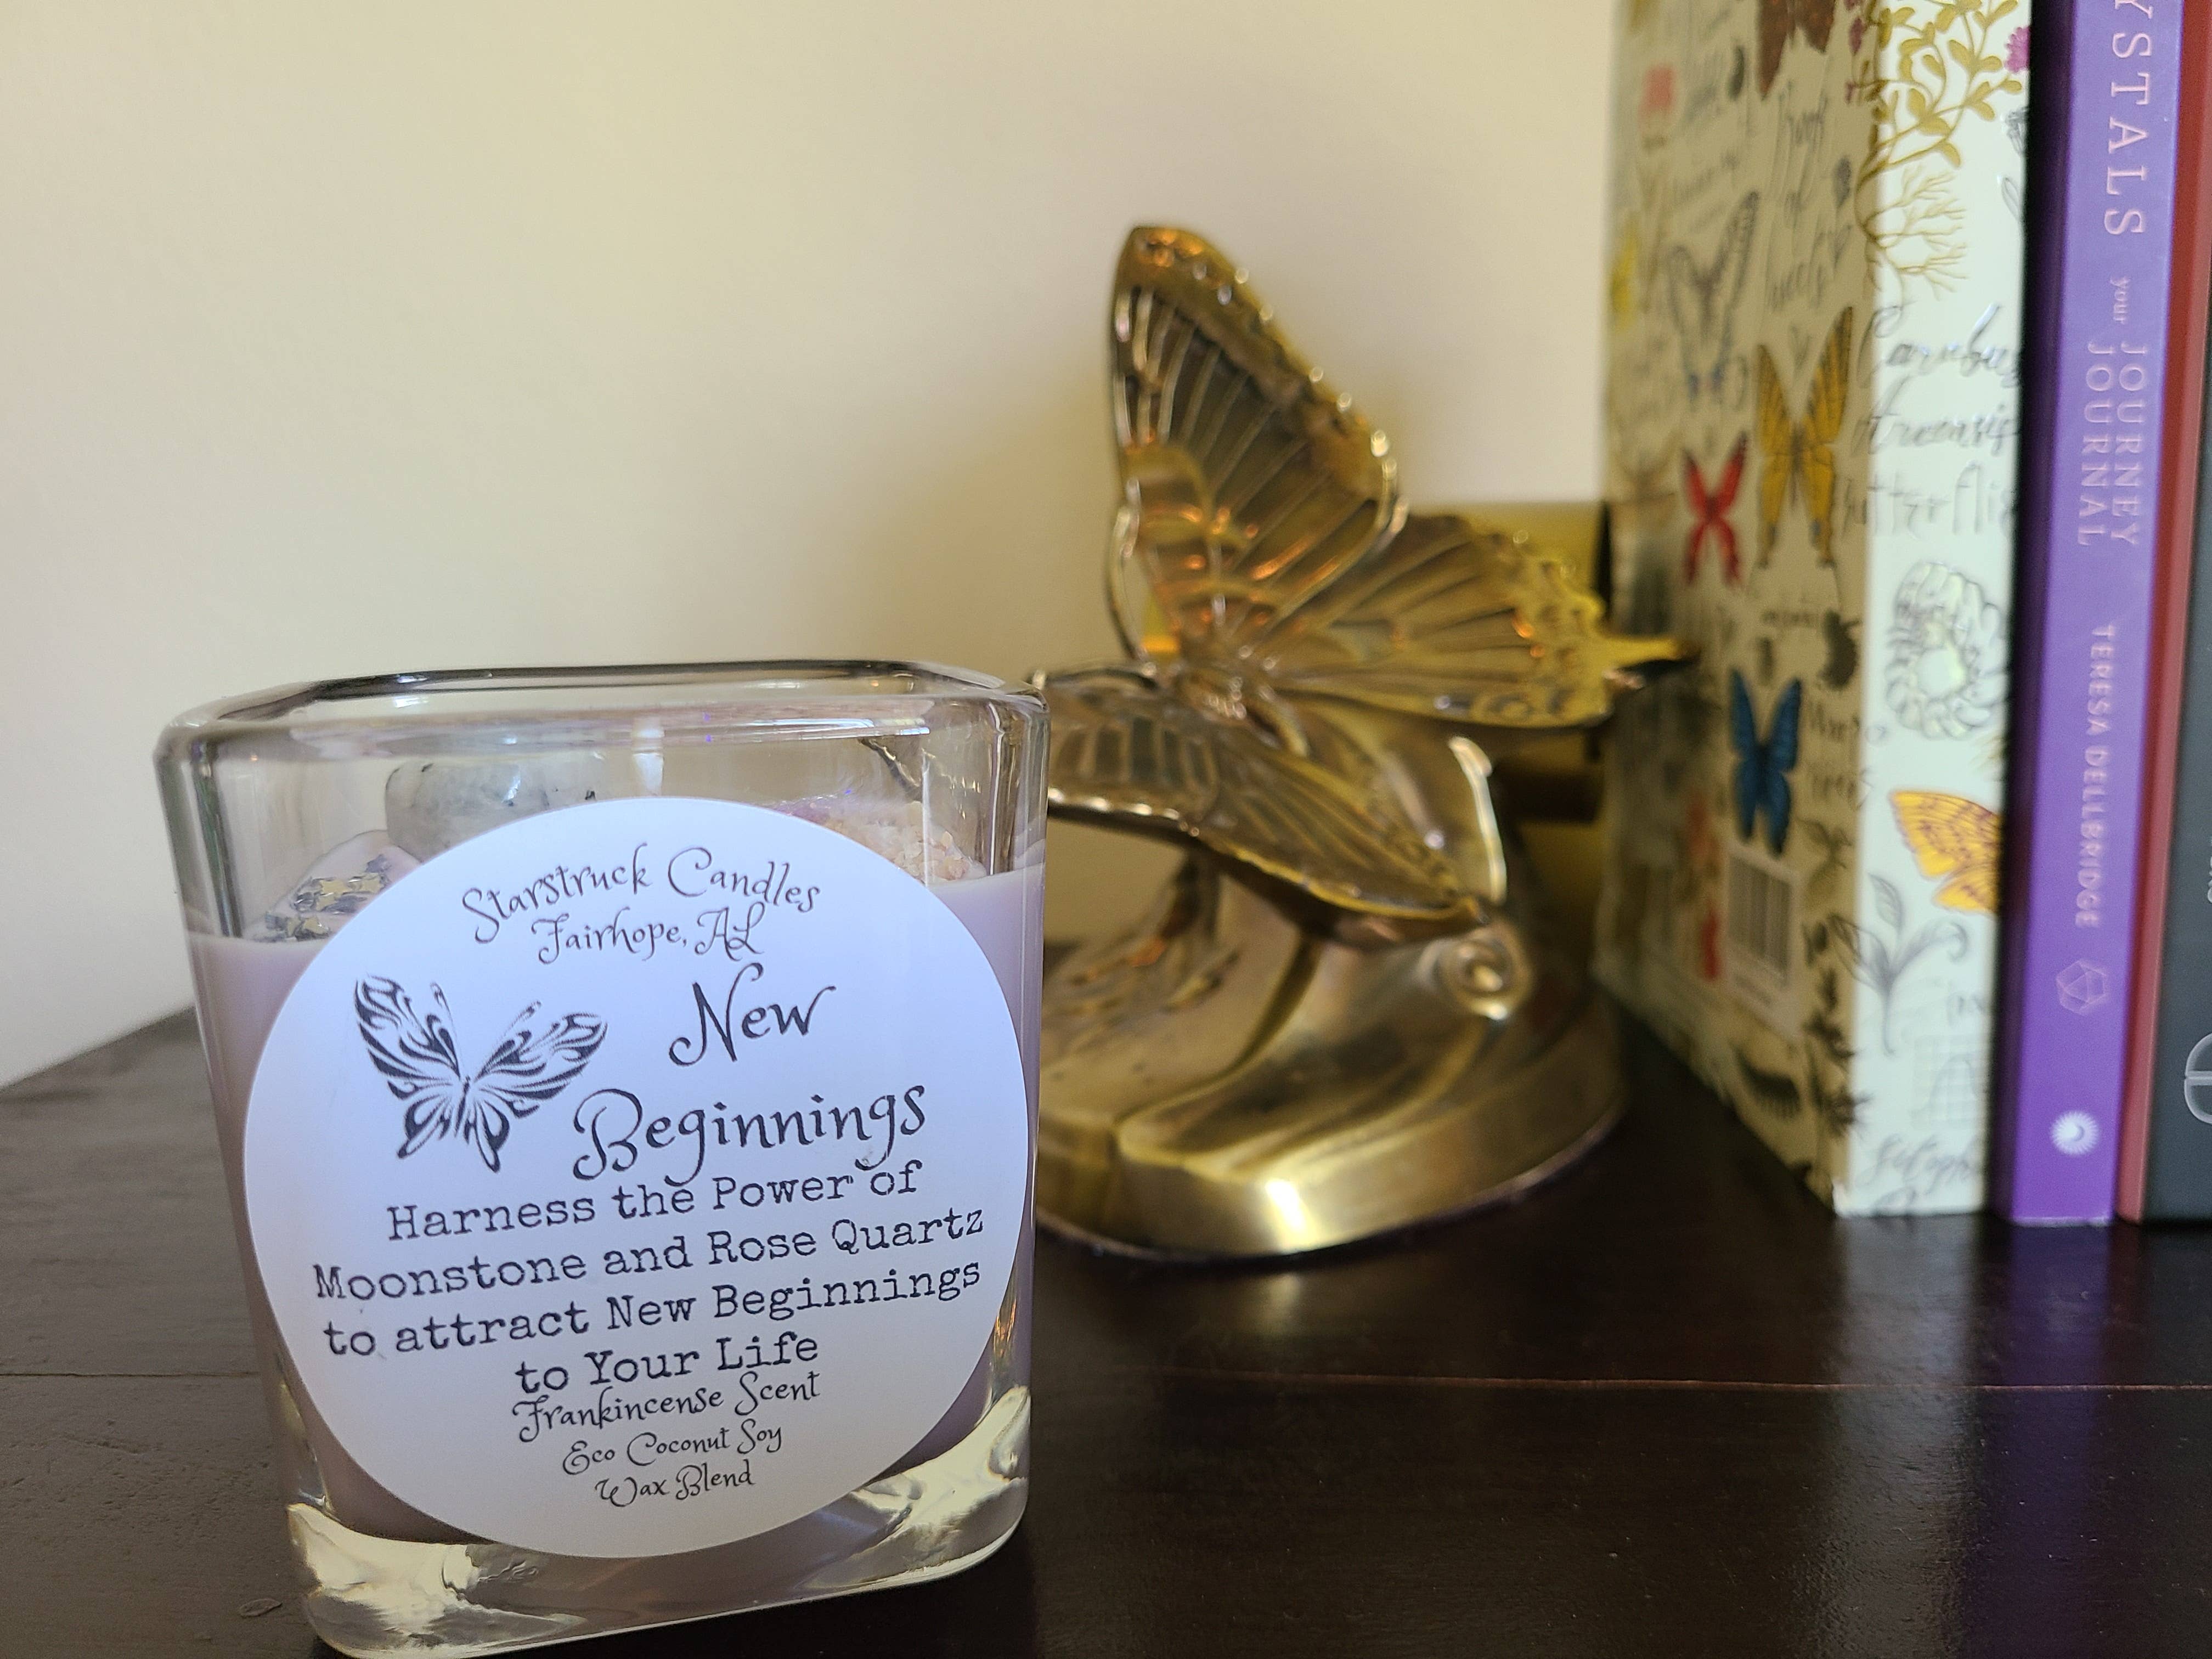 Starstruck Candles
Fairhope, AL
New
Beginnings
Harness the Power of
Moonstone and Rose Quartz
to attract New Beginnings
to Your Life
Frankincense Scent
Eco Coconut Soy
Wax Blend
YSTALS
your JOURNEY
JOURNAL
TERESA DELLBRIDGE